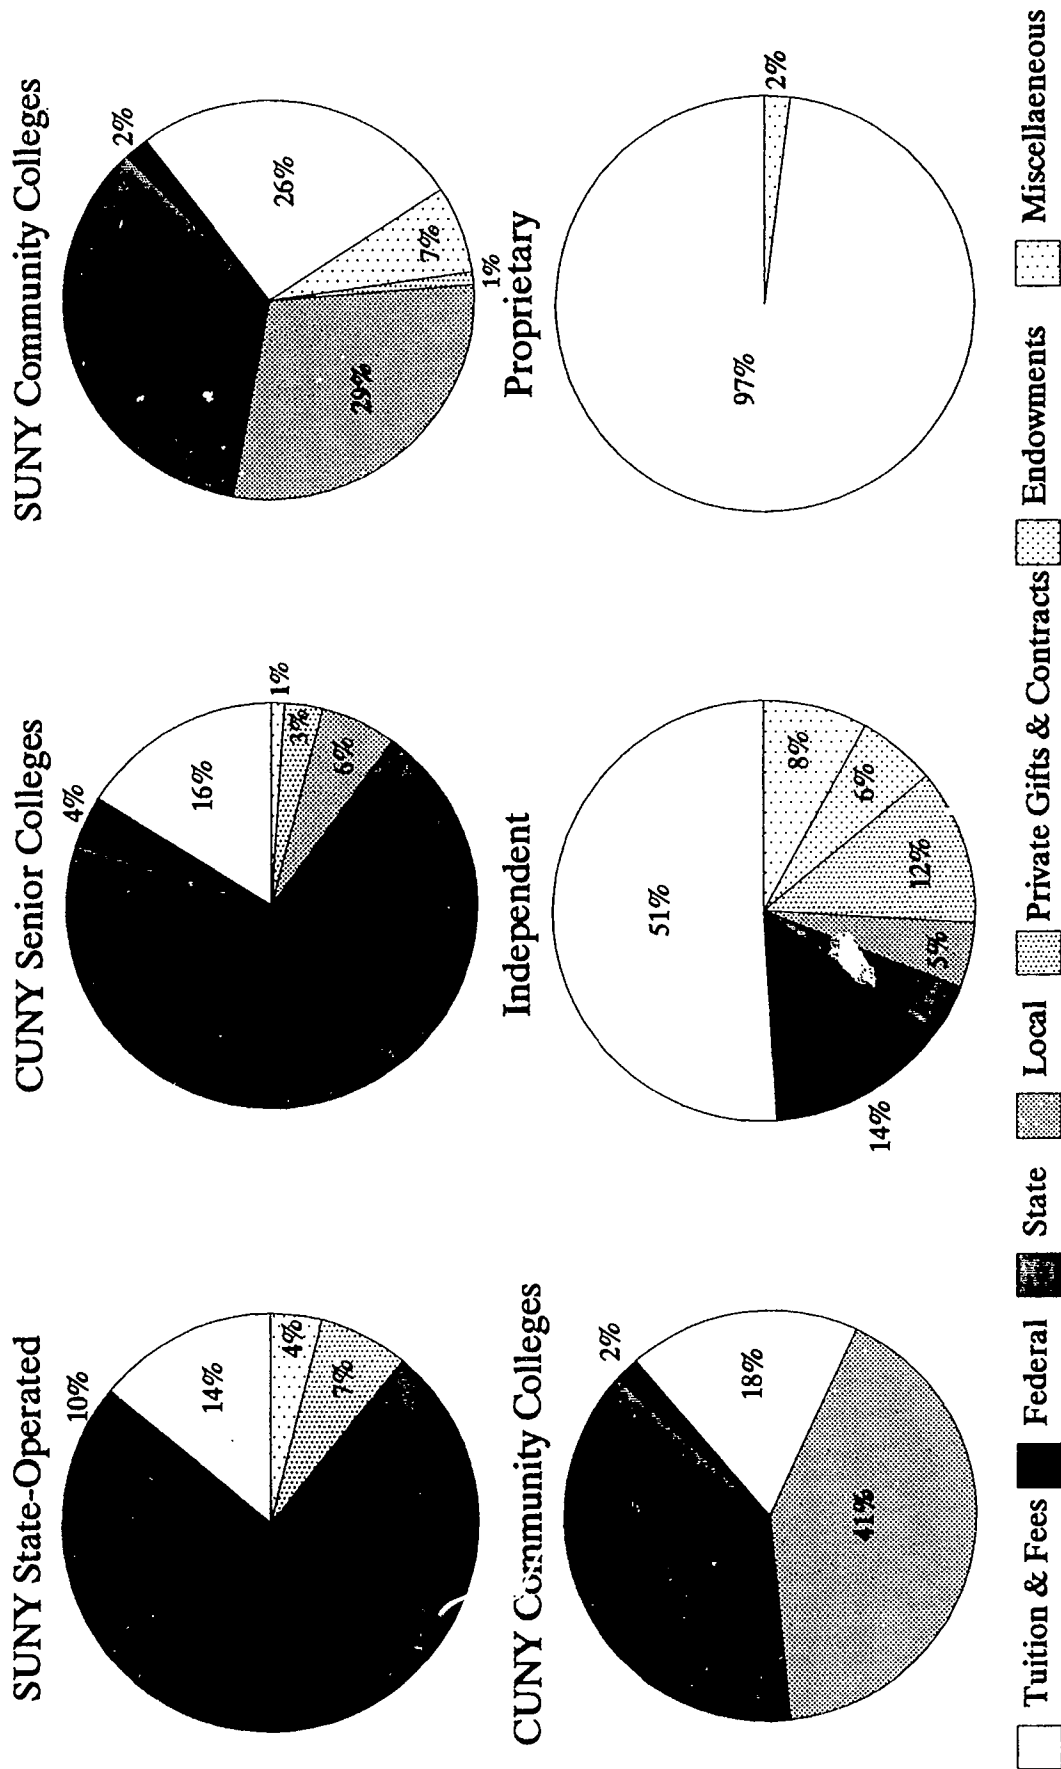 SUNY State-Operated
10%
14%
4%
7%
CUNY Senior Colleges
4%
16%
1%
3%
6%
SUNY Community Colleges
2%
26%
7%
1%
29%
CUNY Community Colleges
2%
18%
41%
Independent
51%
8%
6%
12%
5%
14%
Proprietary
97%
2%
Tuition & Fees
Federal
State
Local
Private Gifts & Contracts
Endowments
Miscellaeneous